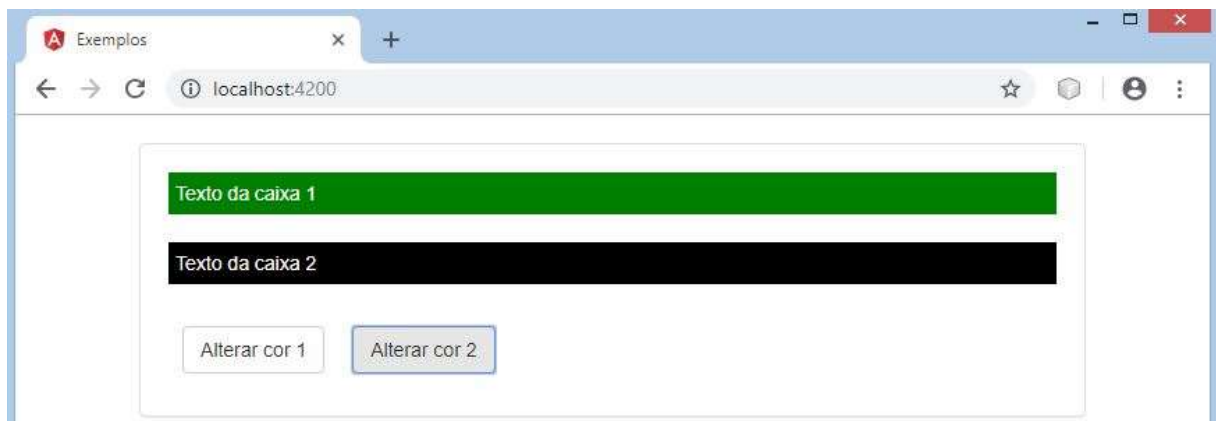 Exemplos
localhost:4200
Texto da caixa 1
Texto da caixa 2
Alterar cor 1
Alterar cor 2